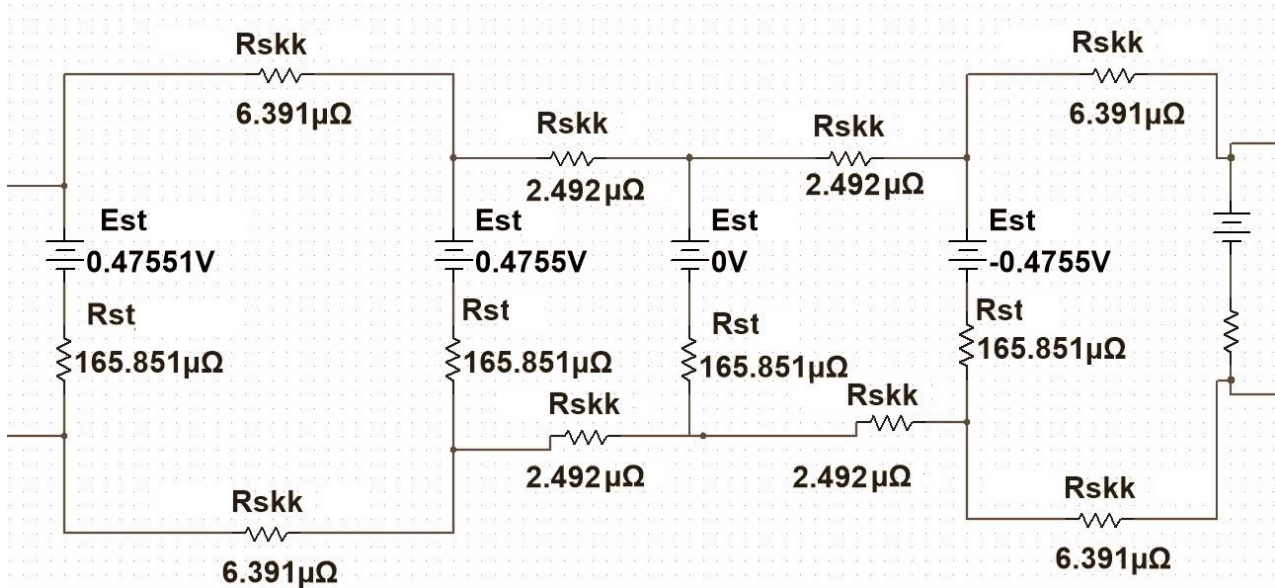 Rskk
6.391µΩ
Rskk
2.492µΩ
Rskk
2.492µΩ
Rskk
6.391µΩ
Est
0.47551V
Est
0.4755V
Est
0V
Est
-0.4755V
Rst
165.851µΩ
Rst
165.851µΩ
Rst
165.851µΩ
Rst
165.851µΩ
Rskk
2.492µΩ
Rskk
2.492µΩ
Rskk
6.391µΩ
Rskk
6.391µΩ